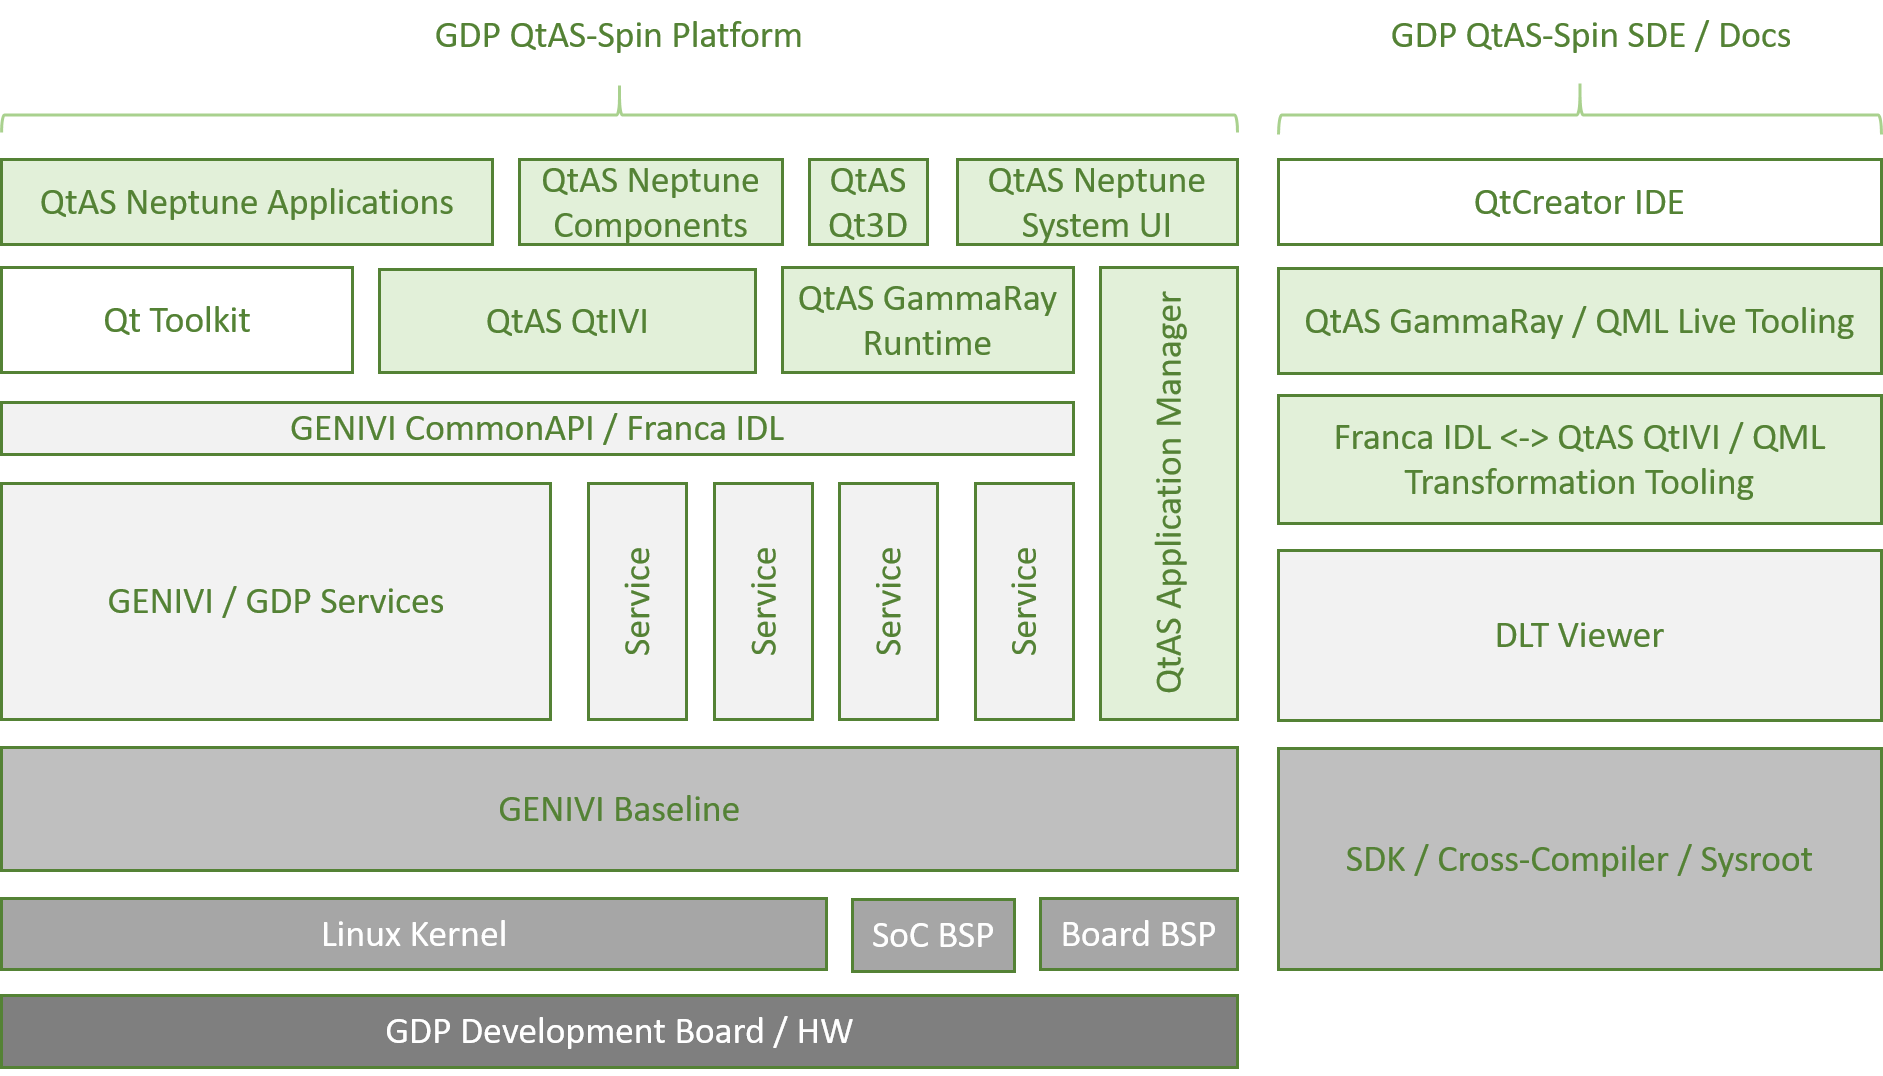 GDP QtAS-Spin Platform
GDP QtAS-Spin SDE / Docs
QtAS Neptune Applications
QtAS Neptune
Components
QtAS
Qt3D
QtAS Neptune
System UI
QtCreator IDE
Qt Toolkit
QtAS QtIVI
QtAS GammaRay
Runtime
QtAS Application Manager
QtAS GammaRay / QML Live Tooling
GENIVI CommonAPI / Franca IDL
Franca IDL <-> QtAS QtIVI / QML
Transformation Tooling
GENIVI / GDP Services
Service
Service
Service
Service
DLT Viewer
GENIVI Baseline
SDK / Cross-Compiler / Sysroot
Linux Kernel
SoC BSP
Board BSP
GDP Development Board / HW